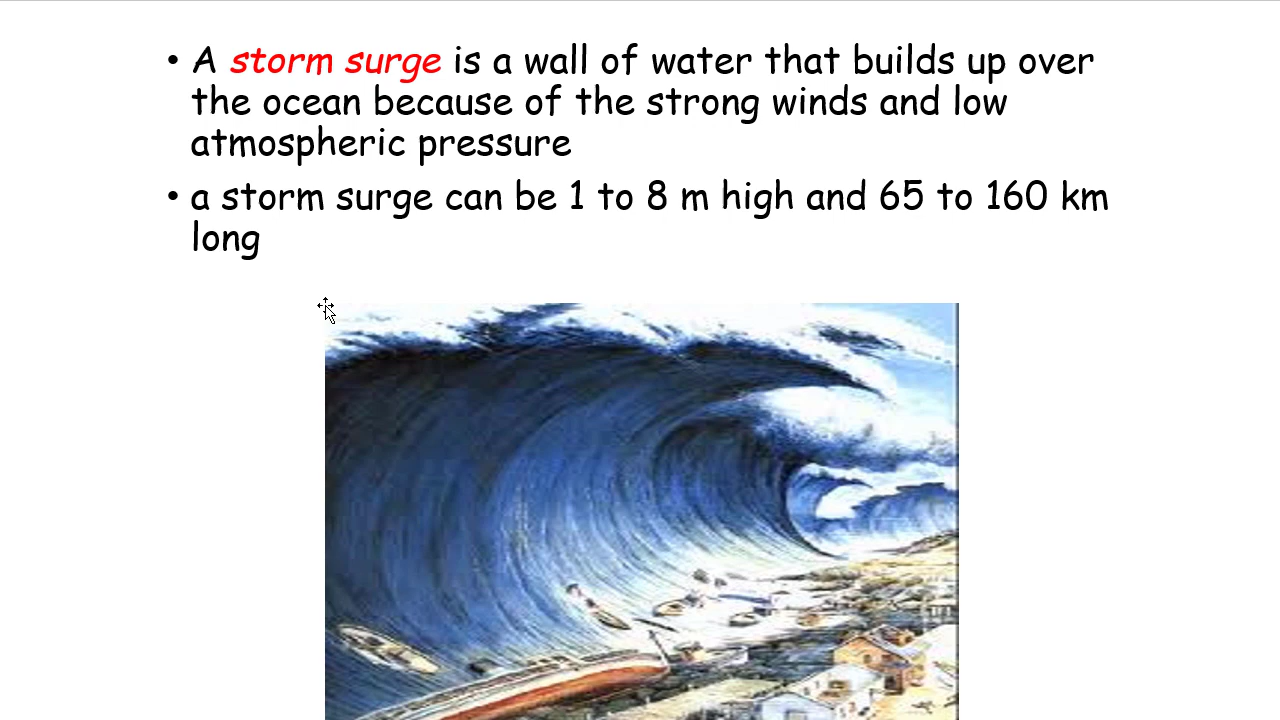 • A storm surge is a wall of water that builds up over
the ocean because of the strong winds and low
atmospheric pressure
• a storm surge can be 1 to 8 m high and 65 to 160 km
long